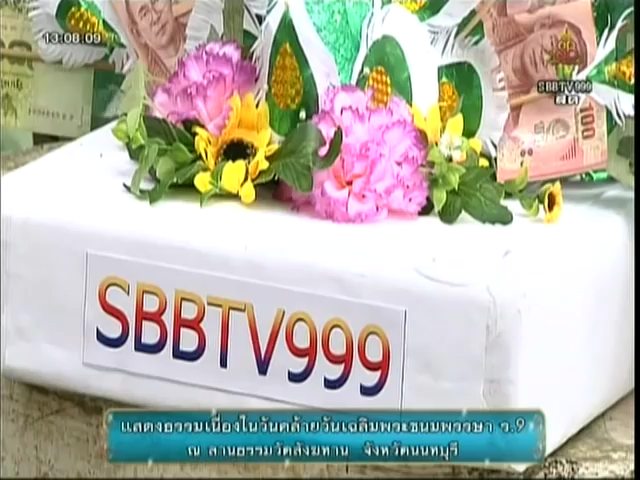 13:08:09
SBBTV999
สด
100
SBBTV999
แสดงธรรมเนื่องในวันคล้ายวันเฉลิมพระชนมพรรษา ร.9
ณ ลานธรรมวัดสังฆทาน จังหวัดนนทบุรี